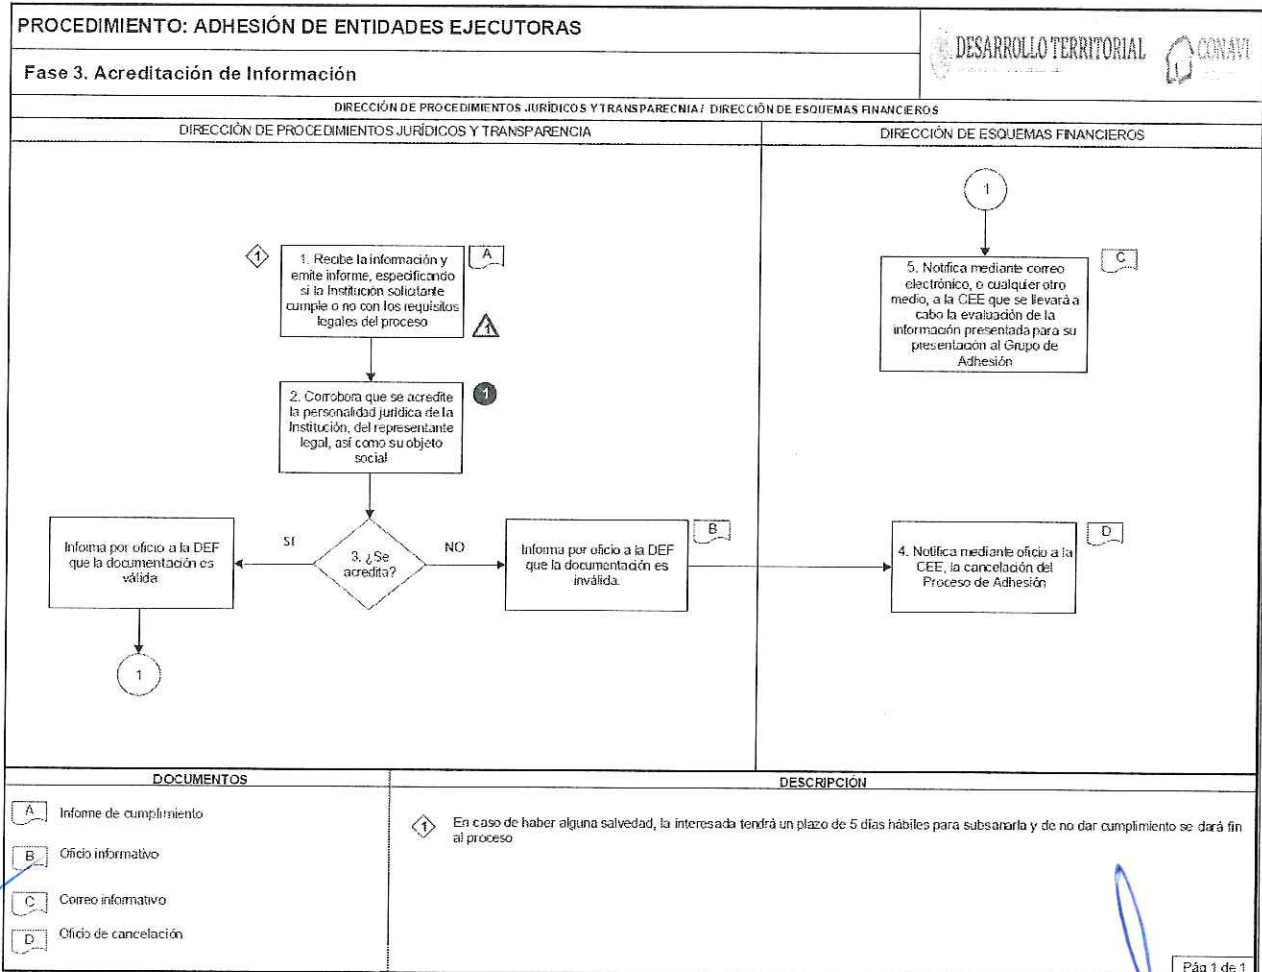 PROCEDIMIENTO: ADHESIÓN DE ENTIDADES EJECUTORAS
DESARROLLO TERRITORIAL
CONAVI
Fase 3. Acreditación de Información
DIRECCIÓN DE PROCEDIMIENTOS JURÍDICOS Y TRANSPARECNIA / DIRECCIÓN DE ESQUEMAS FINANCIEROS
DIRECCIÓN DE PROCEDIMIENTOS JURÍDICOS Y TRANSPARENCIA
DIRECCIÓN DE ESQUEMAS FINANCIEROS
1
1
A
1. Recibe la información y
emite informe, especificando
si la Institución solicitante
cumple o no con los requisitos
legales del proceso
1
C
5. Notifica mediante correo
electrónico, o cualquier otro
medio, a la CEE que se llevará a
cabo la evaluación de la
información presentada para su
presentación al Grupo de
Adhesión
2. Corrobora que se acredite
la personalidad jurídica de la
Institución, del representante
legal, así como su objeto
social
1
Informa por oficio a la DEF
que la documentación es
válida
SI
3. ¿Se
acredita?
NO
Informa por oficio a la DEF
que la documentación es
inválida.
B
4. Notifica mediante oficio a la
CEE, la cancelación del
Proceso de Adhesión
D
1
DOCUMENTOS
DESCRIPCIÓN
A Informe de cumplimiento
B Oficio informativo
C Correo informativo
D Oficio de cancelación
1 En caso de haber alguna salvedad, la interesada tendrá un plazo de 5 días hábiles para subsanarla y de no dar cumplimiento se dará fin
al proceso
Pág 1 de 1